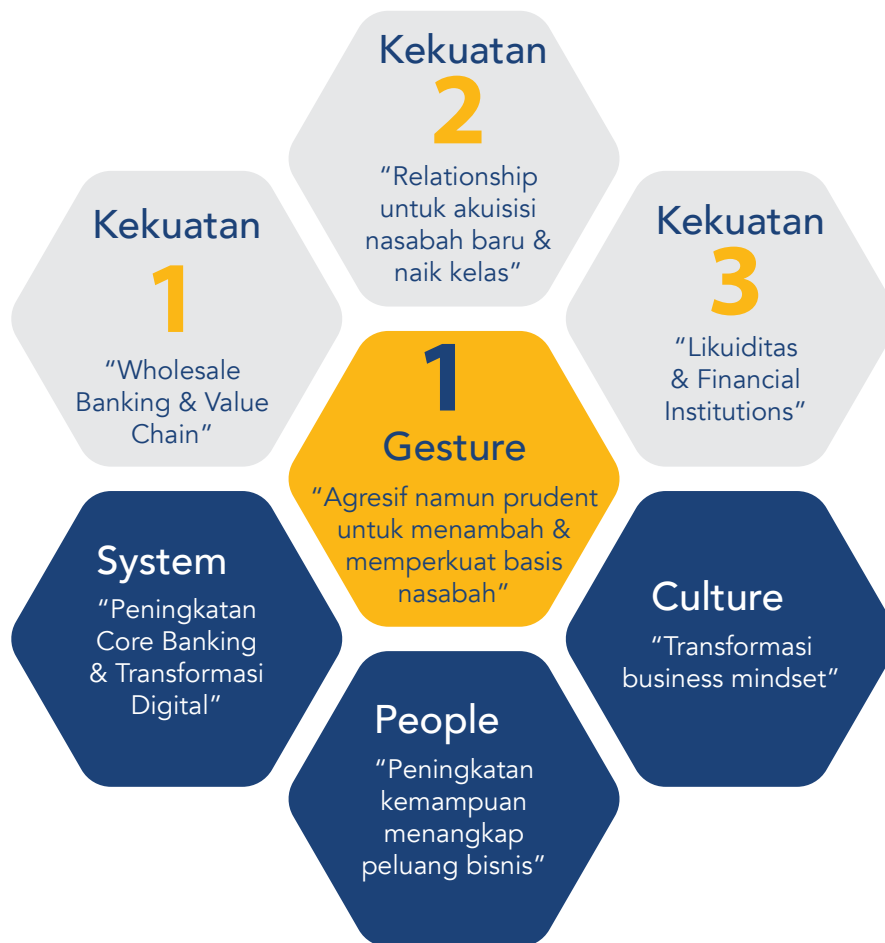 Kekuatan
1
“Wholesale
Banking & Value
Chain”
Kekuatan
2
“Relationship
untuk akuisisi
nasabah baru &
naik kelas”
Kekuatan
3
“Likuiditas
& Financial
Institutions”
1
Gesture
“Agresif namun prudent
untuk menambah &
memperkuat basis
nasabah”
System
“Peningkatan
Core Banking
& Transformasi
Digital”
People
“Peningkatan
kemampuan
menangkap
peluang bisnis”
Culture
“Transformasi
business mindset”